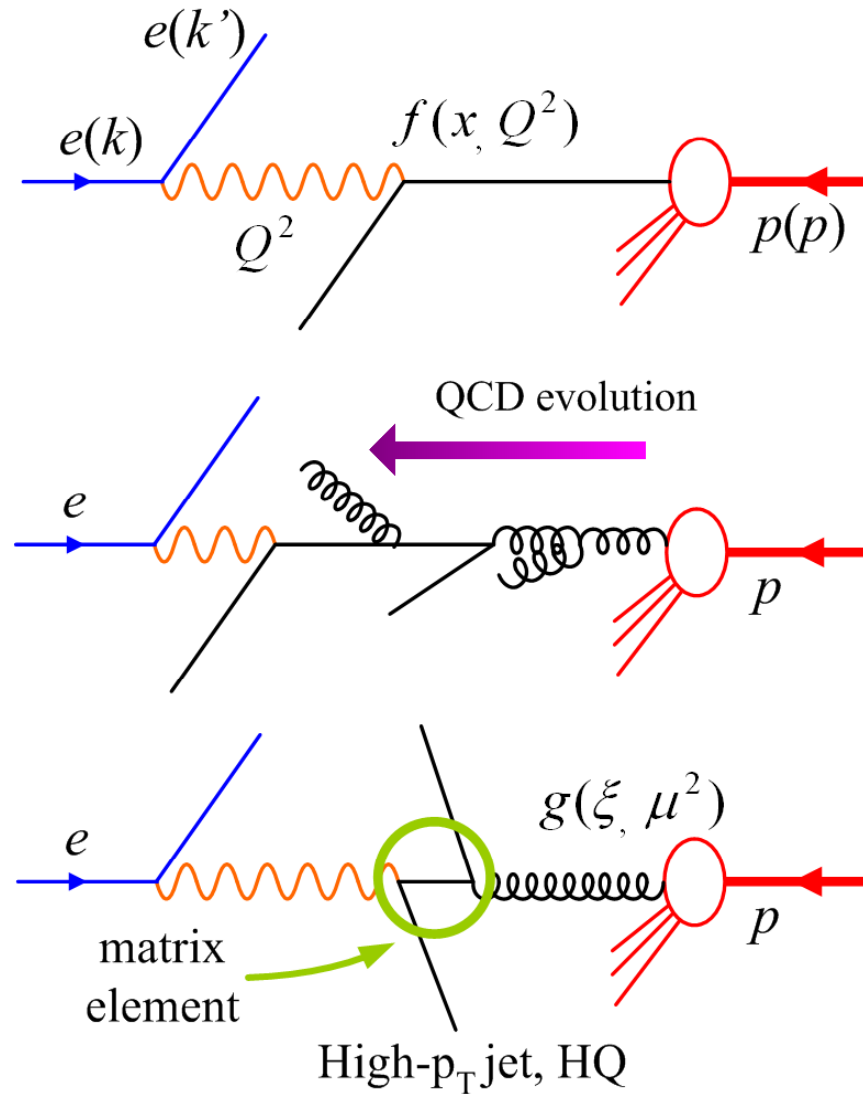 e(k’)
e(k)
f(x, Q²)
Q²
p(p)
QCD evolution
e
p
g(ξ, μ²)
e
p
matrix
element
High-p_T jet, HQ